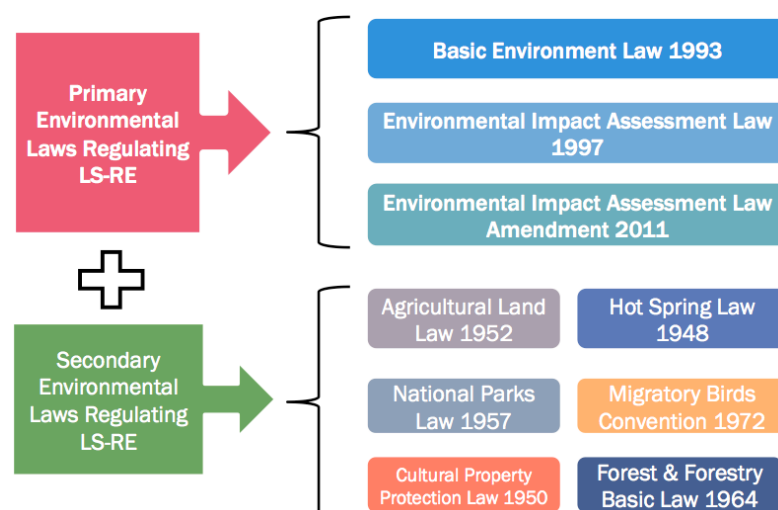 Primary
Environmental
Laws Regulating
LS-RE
Basic Environment Law 1993
Environmental Impact Assessment Law
1997
Environmental Impact Assessment Law
Amendment 2011
Secondary
Environmental
Laws Regulating
LS-RE
Agricultural Land
Law 1952
Hot Spring Law
1948
National Parks
Law 1957
Migratory Birds
Convention 1972
Cultural Property
Protection Law 1950
Forest & Forestry
Basic Law 1964